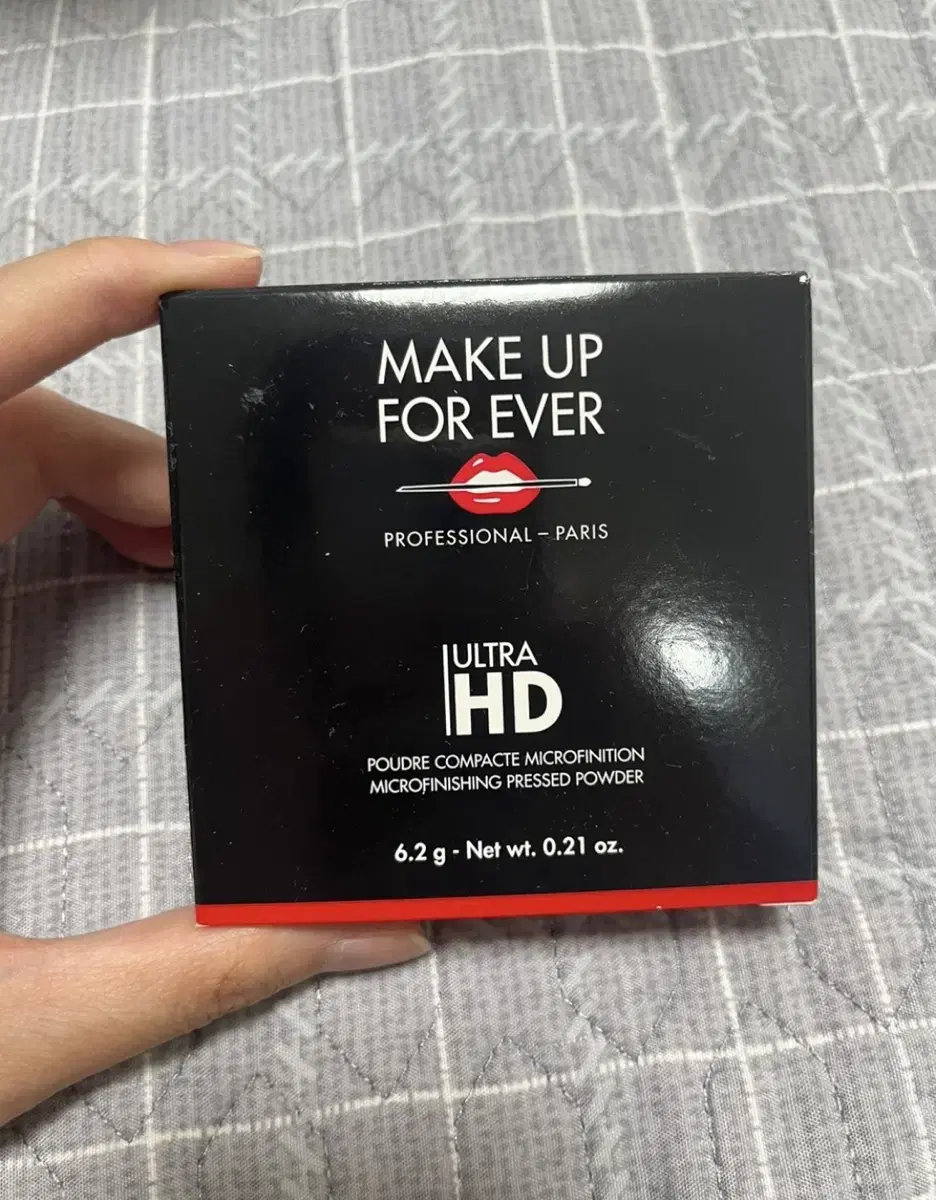 MAKE UP
FOR EVER
PROFESSIONAL – PARIS
ULTRA
HD
POUDRE COMPACTE MICROFINITION
MICROFINISHING PRESSED POWDER
6.2 g - Net wt. 0.21 oz.